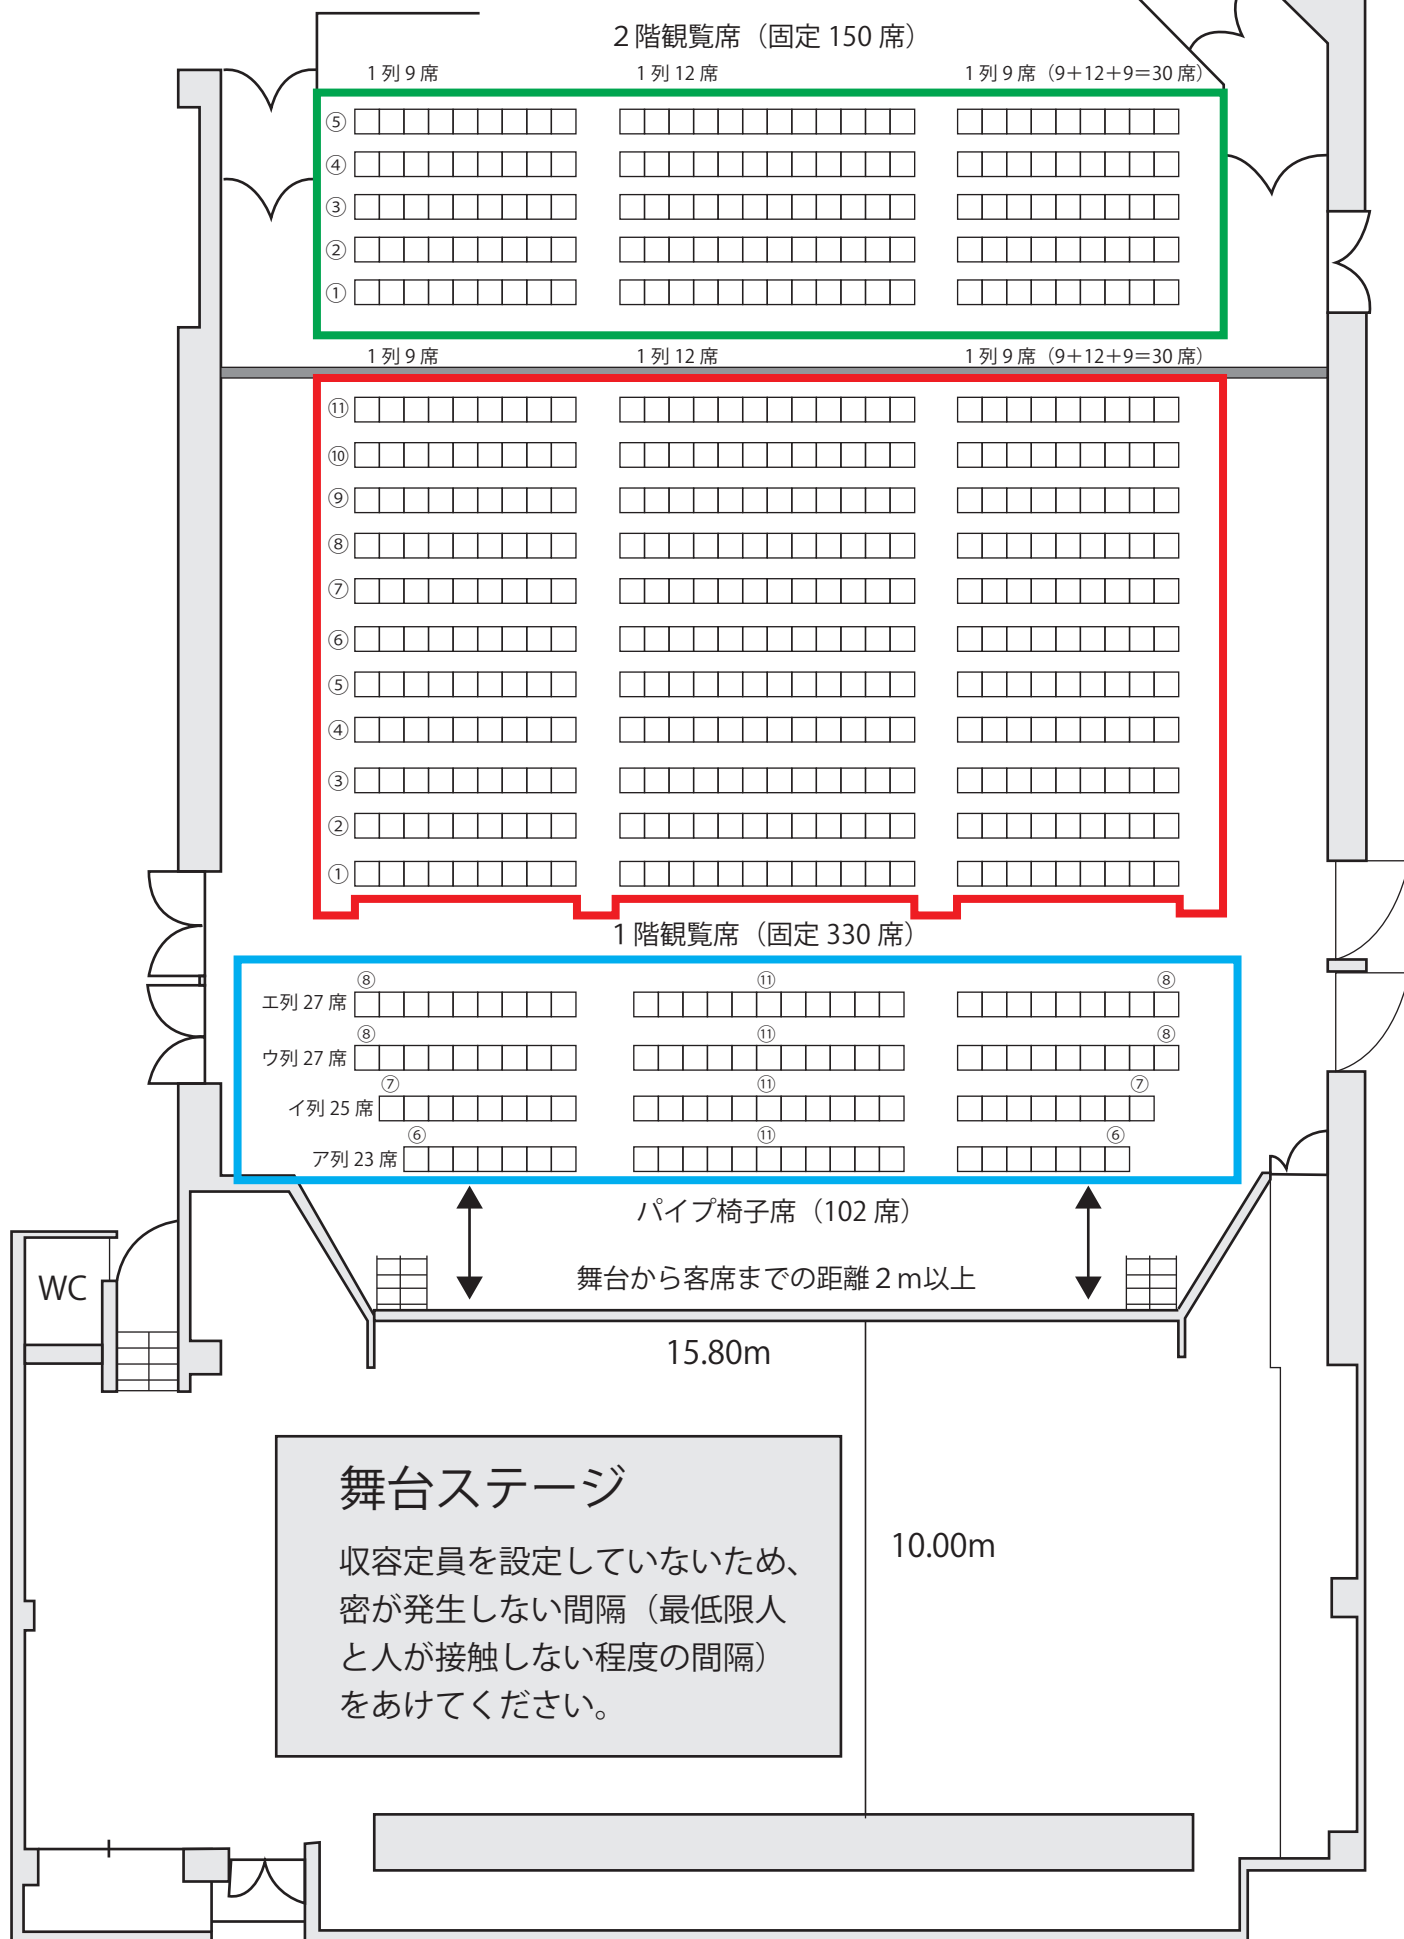 2階観覧席（固定 150 席）
1 列 9 席
1 列 12 席
1 列 9 席（9+12+9=30 席）
⑤
④
③
②
①
1 列 9 席
1 列 12 席
1 列 9 席（9+12+9=30 席）
⑪
⑩
⑨
⑧
⑦
⑥
⑤
④
③
②
①
1 階観覧席（固定 330 席）
⑧ ⑪ ⑧
エ列 27 席
⑧ ⑪ ⑧
ウ列 27 席
⑦ ⑪ ⑦
イ列 25 席
⑥ ⑪ ⑥
ア列 23 席
パイプ椅子席（102 席）
舞台から客席までの距離２ｍ以上
WC
15.80m
舞台ステージ
収容定員を設定していないため、
密が発生しない間隔（最低限人
と人が接触しない程度の間隔）
をあけてください。
10.00m